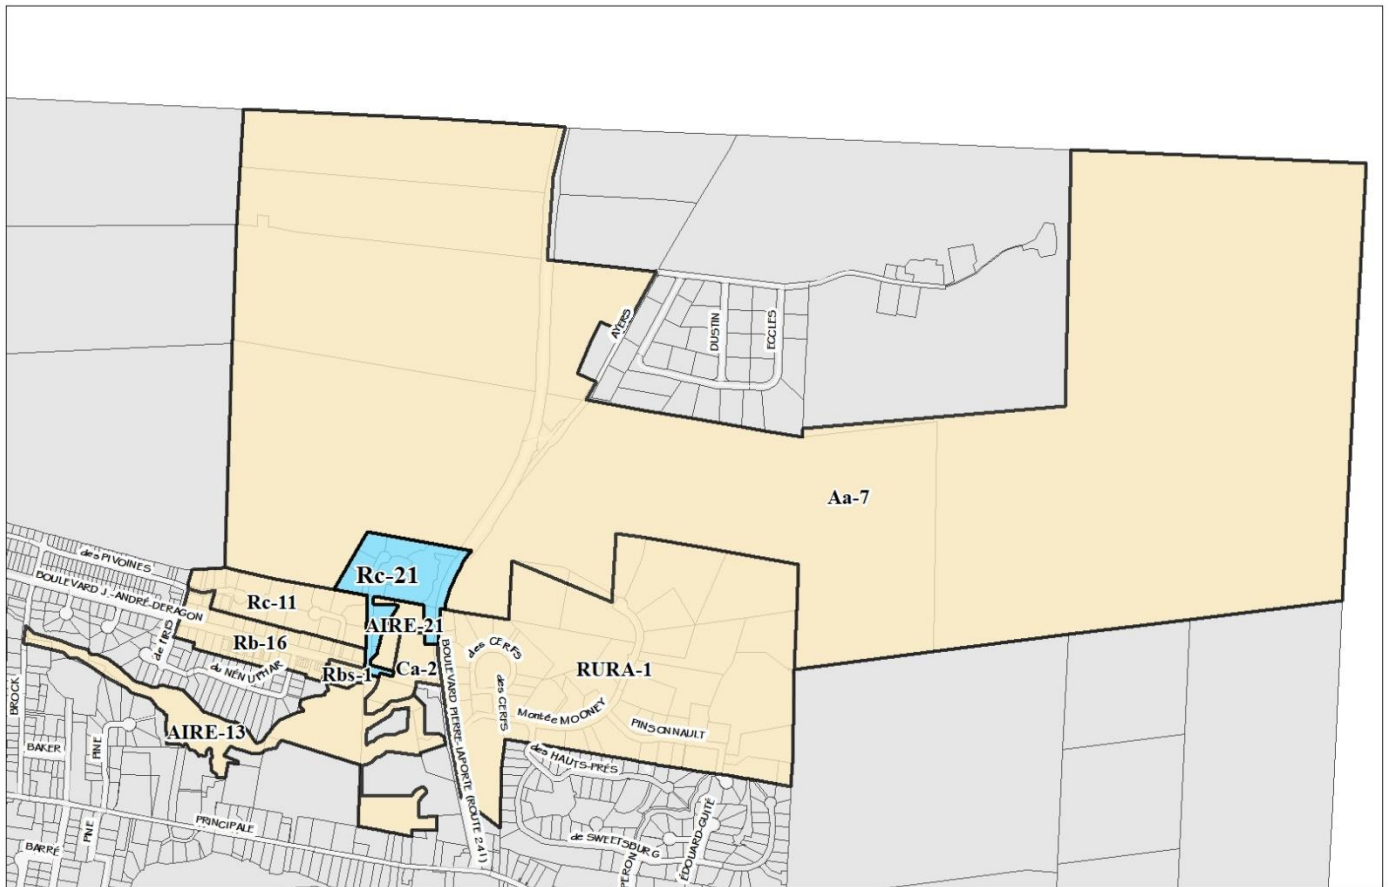 AYERS
DUSTIN
ECCLES
Aa-7
des PIVOINES
BOULEVARD J.-ANDRÉ-DERAGON
Rc-21
Rc-11
AIRE-21
Rb-16
de l'IRIS
du NÉNUPHAR
Rbs-1
Ca-2
des CERFS
des CERFS
RURA-1
Montée MOONEY
PINSONNAULT
BROCK
AIRE-13
BAKER
PINE
BOULEVARD PIERRE-LAPORTE (ROUTE 241)
des HAUTS-PRÉS
PRINCIPALE
PINE
BARRÉ
de SWEETSBURG
ÉDOUARD-GUITÉ
PERON